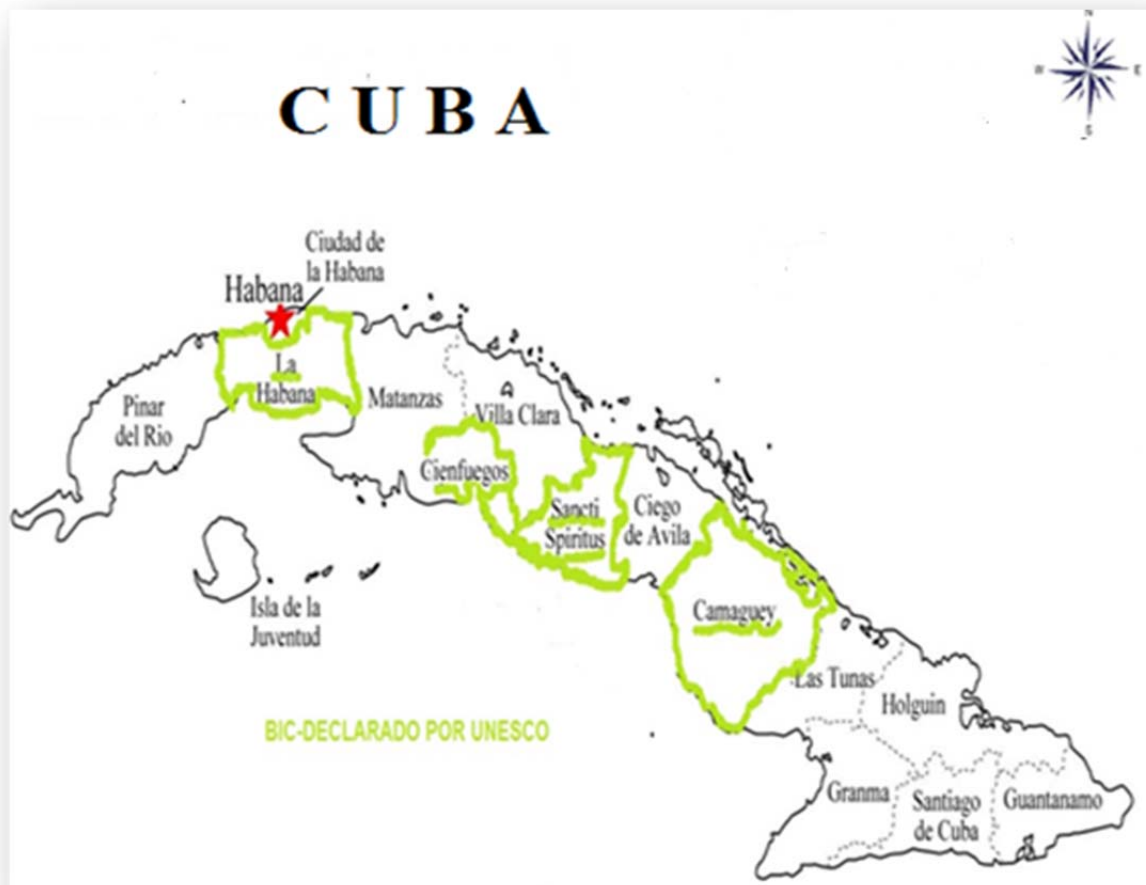 N
W
E
S
CUBA
Ciudad de
la Habana
Habana
La
Habana
Pinar
del Rio
Matanzas
Villa Clara
Cienfuegos
Sancti
Spiritus
Ciego
de Avila
Isla de la
Juventud
Camaguey
Las Tunas
Holguin
BIC-DECLARADO POR UNESCO
Granma
Santiago
de Cuba
Guantanamo